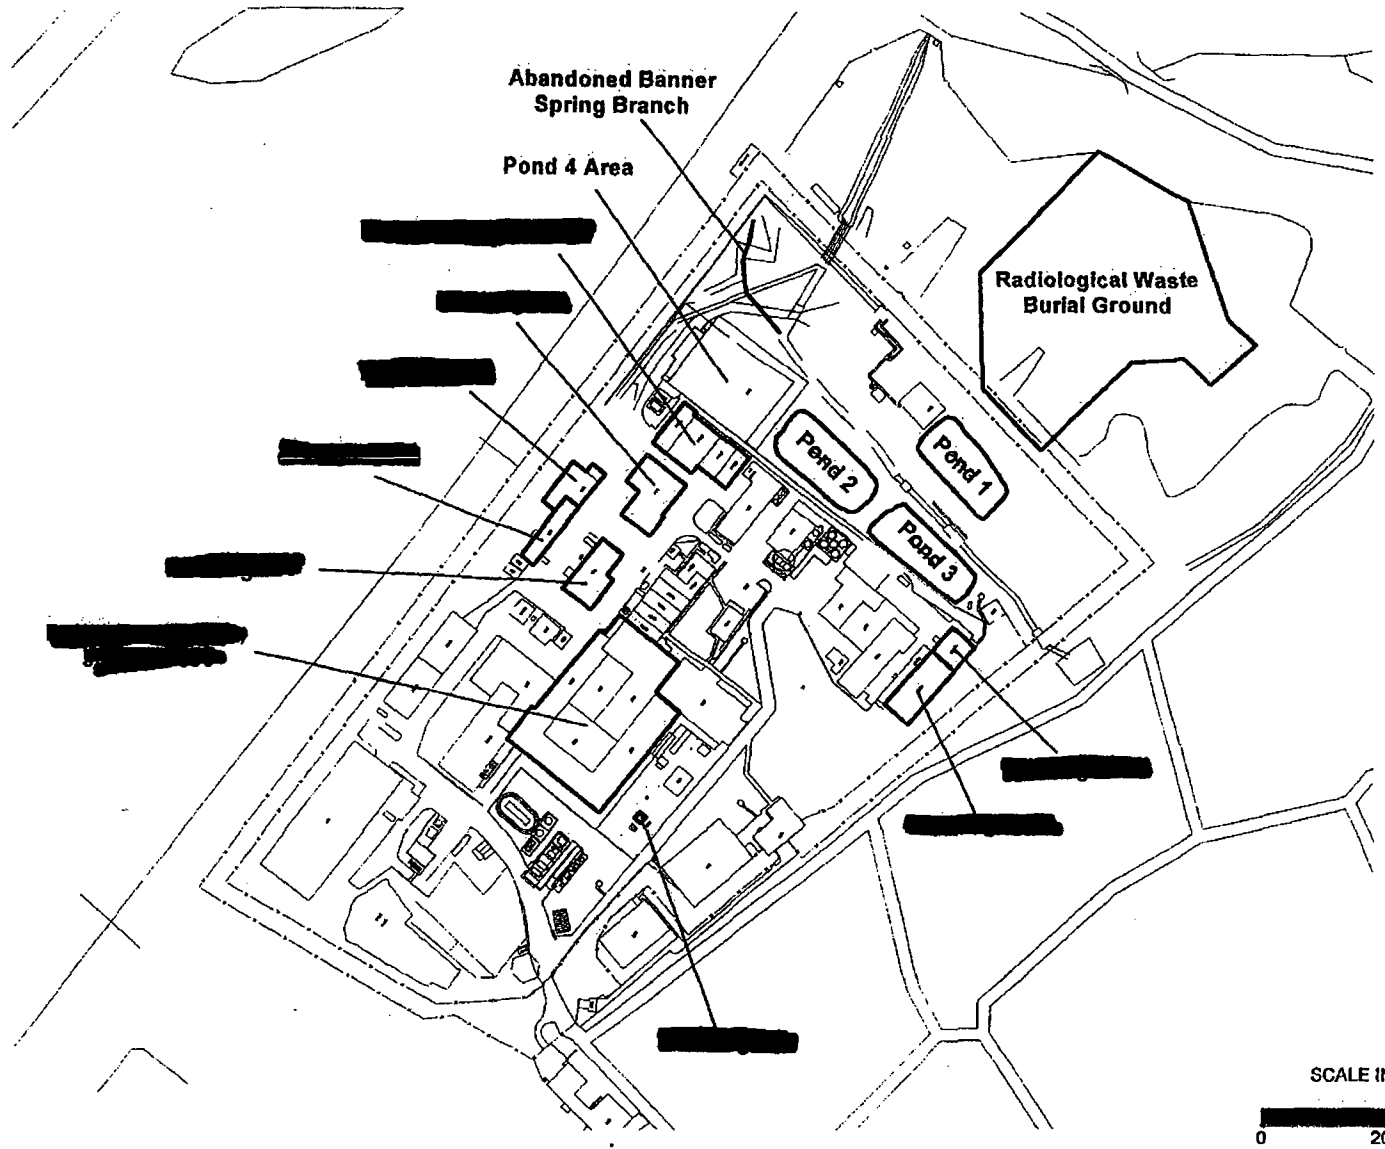 Abandoned Banner
Spring Branch
Pond 4 Area
Radiological Waste
Burial Ground
Pond 2
Pond 1
Pond 3
SCALE
0